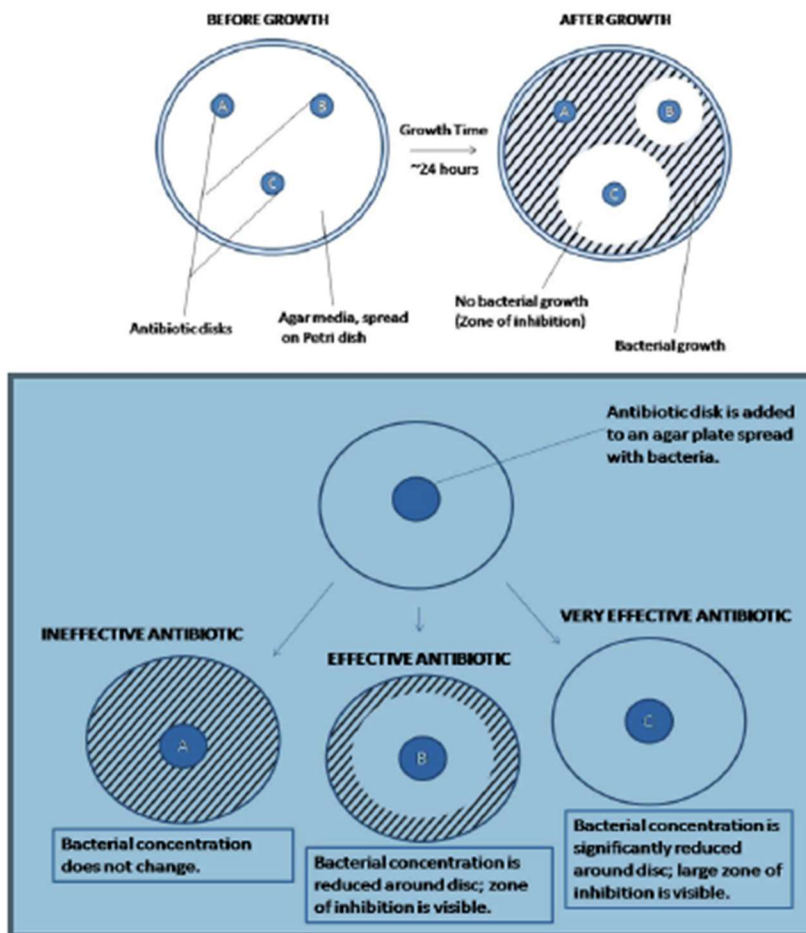 BEFORE GROWTH
AFTER GROWTH
A
B
C
Growth Time
~24 hours
A
B
C
Antibiotic disks
Agar media, spread
on Petri dish
No bacterial growth
(Zone of inhibition)
Bacterial growth
Antibiotic disk is added
to an agar plate spread
with bacteria.
INEFFECTIVE ANTIBIOTIC
EFFECTIVE ANTIBIOTIC
VERY EFFECTIVE ANTIBIOTIC
A
B
C
Bacterial concentration
does not change.
Bacterial concentration is
reduced around disc; zone
of inhibition is visible.
Bacterial concentration is
significantly reduced
around disc; large zone of
inhibition is visible.